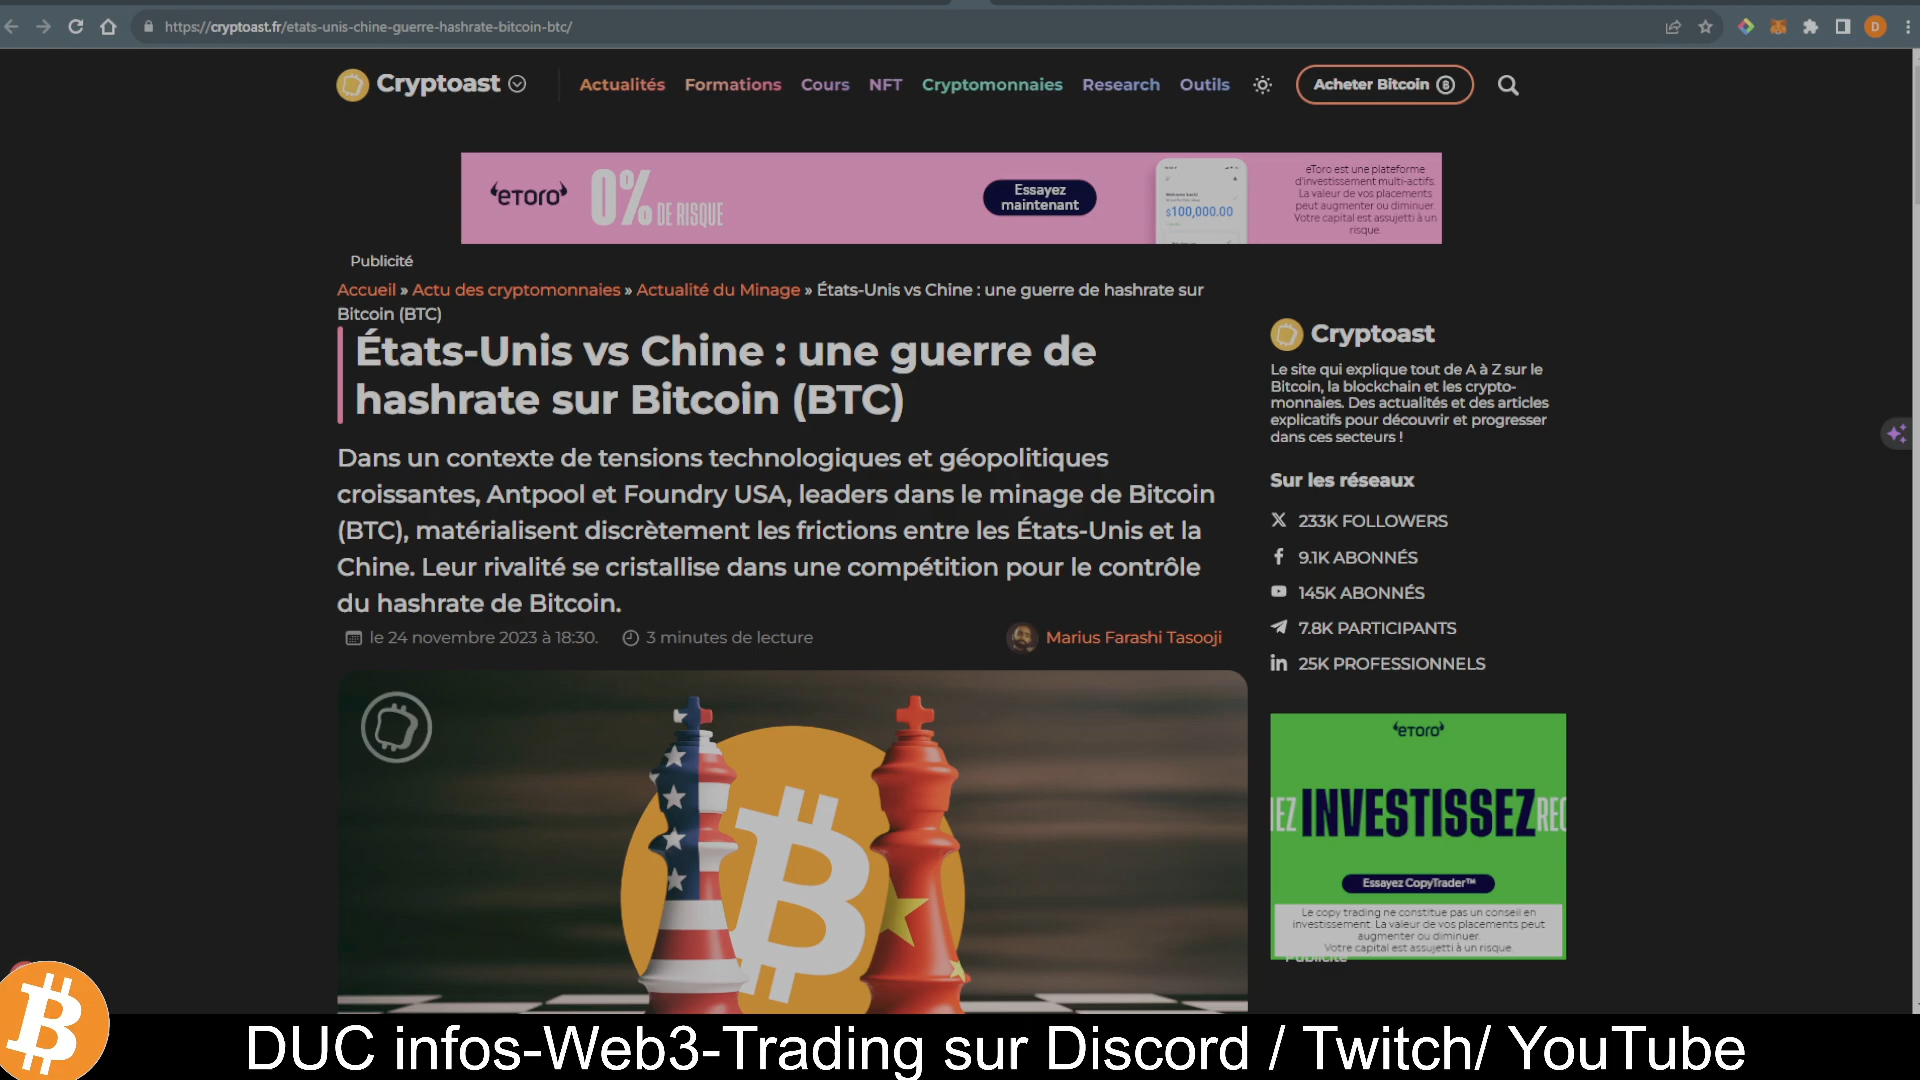 https://cryptoast.fr/etats-unis-chine-guerre-hashrate-bitcoin-btc/
D
Cryptoast
Actualités Formations Cours NFT Cryptomonnaies Research Outils
Acheter Bitcoin
eTORO
0% DE RISQUE
Essayez
maintenant
$100,000.00
eToro est une plateforme
d'investissement multi-actifs.
La valeur de vos placements
peut augmenter ou diminuer.
Votre capital est assujetti à un
risque.
Publicité
Accueil » Actu des cryptomonnaies » Actualité du Minage » États-Unis vs Chine : une guerre de hashrate sur
Bitcoin (BTC)
États-Unis vs Chine : une guerre de
hashrate sur Bitcoin (BTC)
Dans un contexte de tensions technologiques et géopolitiques
croissantes, Antpool et Foundry USA, leaders dans le minage de Bitcoin
(BTC), matérialisent discrètement les frictions entre les États-Unis et la
Chine. Leur rivalité se cristallise dans une compétition pour le contrôle
du hashrate de Bitcoin.
le 24 novembre 2023 à 18:30. 3 minutes de lecture
Marius Farashi Tasooji
Cryptoast
Le site qui explique tout de A à Z sur le
Bitcoin, la blockchain et les crypto-
monnaies. Des actualités et des articles
explicatifs pour découvrir et progresser
dans ces secteurs !
Sur les réseaux
233K FOLLOWERS
9.1K ABONNÉS
145K ABONNÉS
7.8K PARTICIPANTS
25K PROFESSIONNELS
eTORO
IEZ INVESTISSEZ REC
Essayez CopyTrader™
Le copy trading ne constitue pas un conseil en
investissement. La valeur de vos placements peut
augmenter ou diminuer.
Votre capital est assujetti à un risque.
Publicité
DUC infos-Web3-Trading sur Discord / Twitch/ YouTube